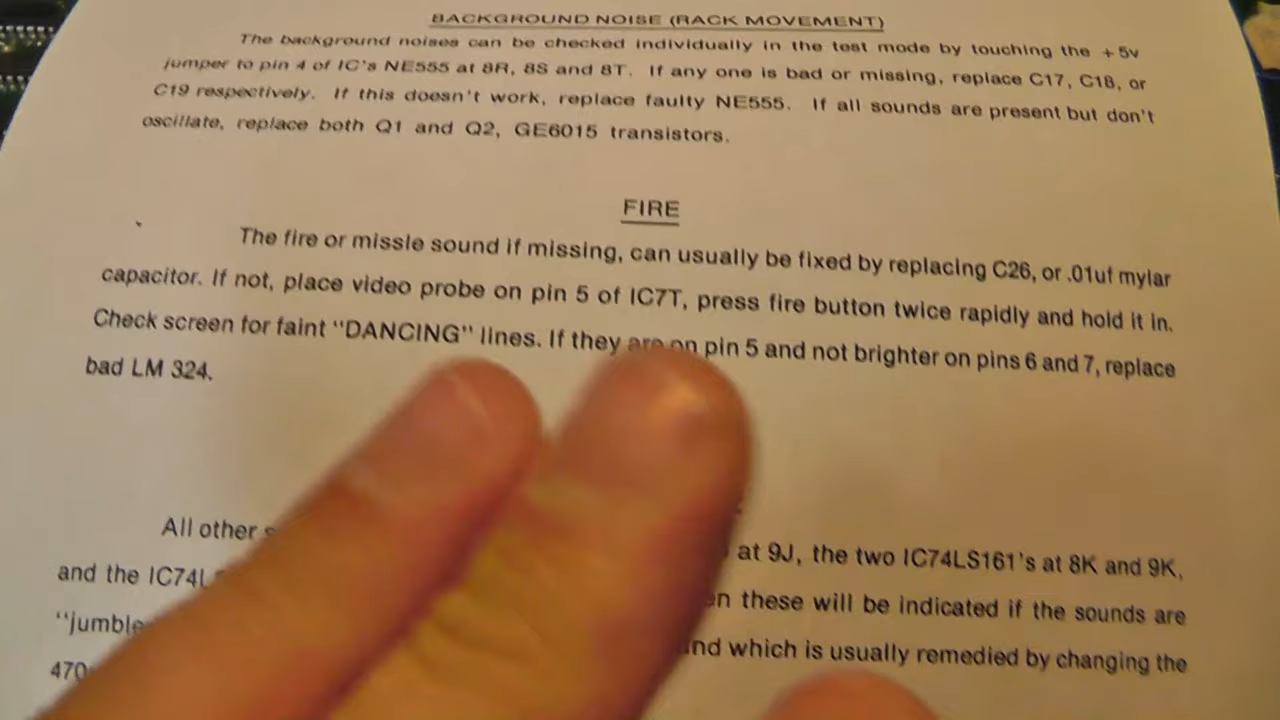 BACKGROUND NOISE (RACK MOVEMENT)
The background noises can be checked individually in the test mode by touching the +5v
jumper to pin 4 of IC's NE555 at 8R, 8S and 8T. If any one is bad or missing, replace C17, C18, or
C19 respectively. If this doesn't work, replace faulty NE555. If all sounds are present but don't
oscillate, replace both Q1 and Q2, GE6015 transistors.
FIRE
The fire or missle sound if missing, can usually be fixed by replacing C26, or .01uf mylar
capacitor. If not, place video probe on pin 5 of IC7T, press fire button twice rapidly and hold it in.
Check screen for faint "DANCING" lines. If they are on pin 5 and not brighter on pins 6 and 7, replace
bad LM 324.
All other at 9J, the two IC74LS161's at 8K and 9K,
and the these will be indicated if the sounds are
which is usually remedied by changing the